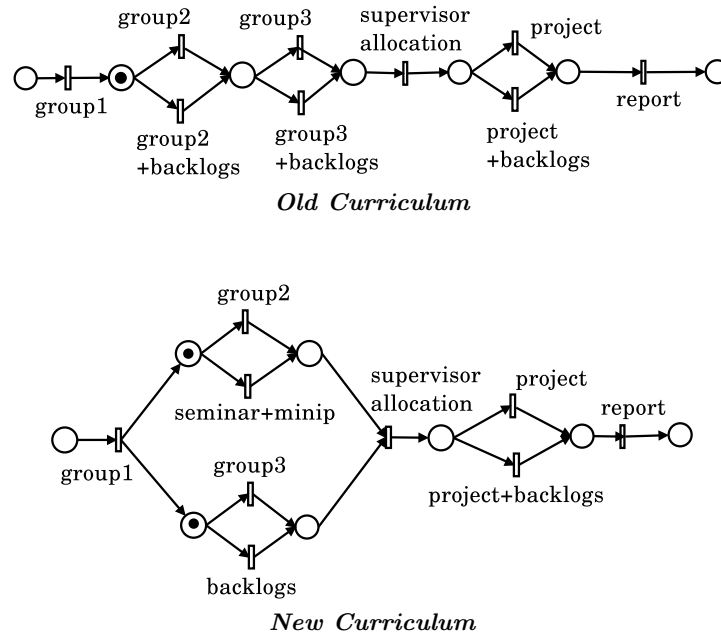 group2
group3
supervisor
allocation
project
group1
group2
+backlogs
group3
+backlogs
project
+backlogs
report
Old Curriculum
group2
seminar+minip
supervisor
allocation
project
report
group1
group3
project+backlogs
backlogs
New Curriculum